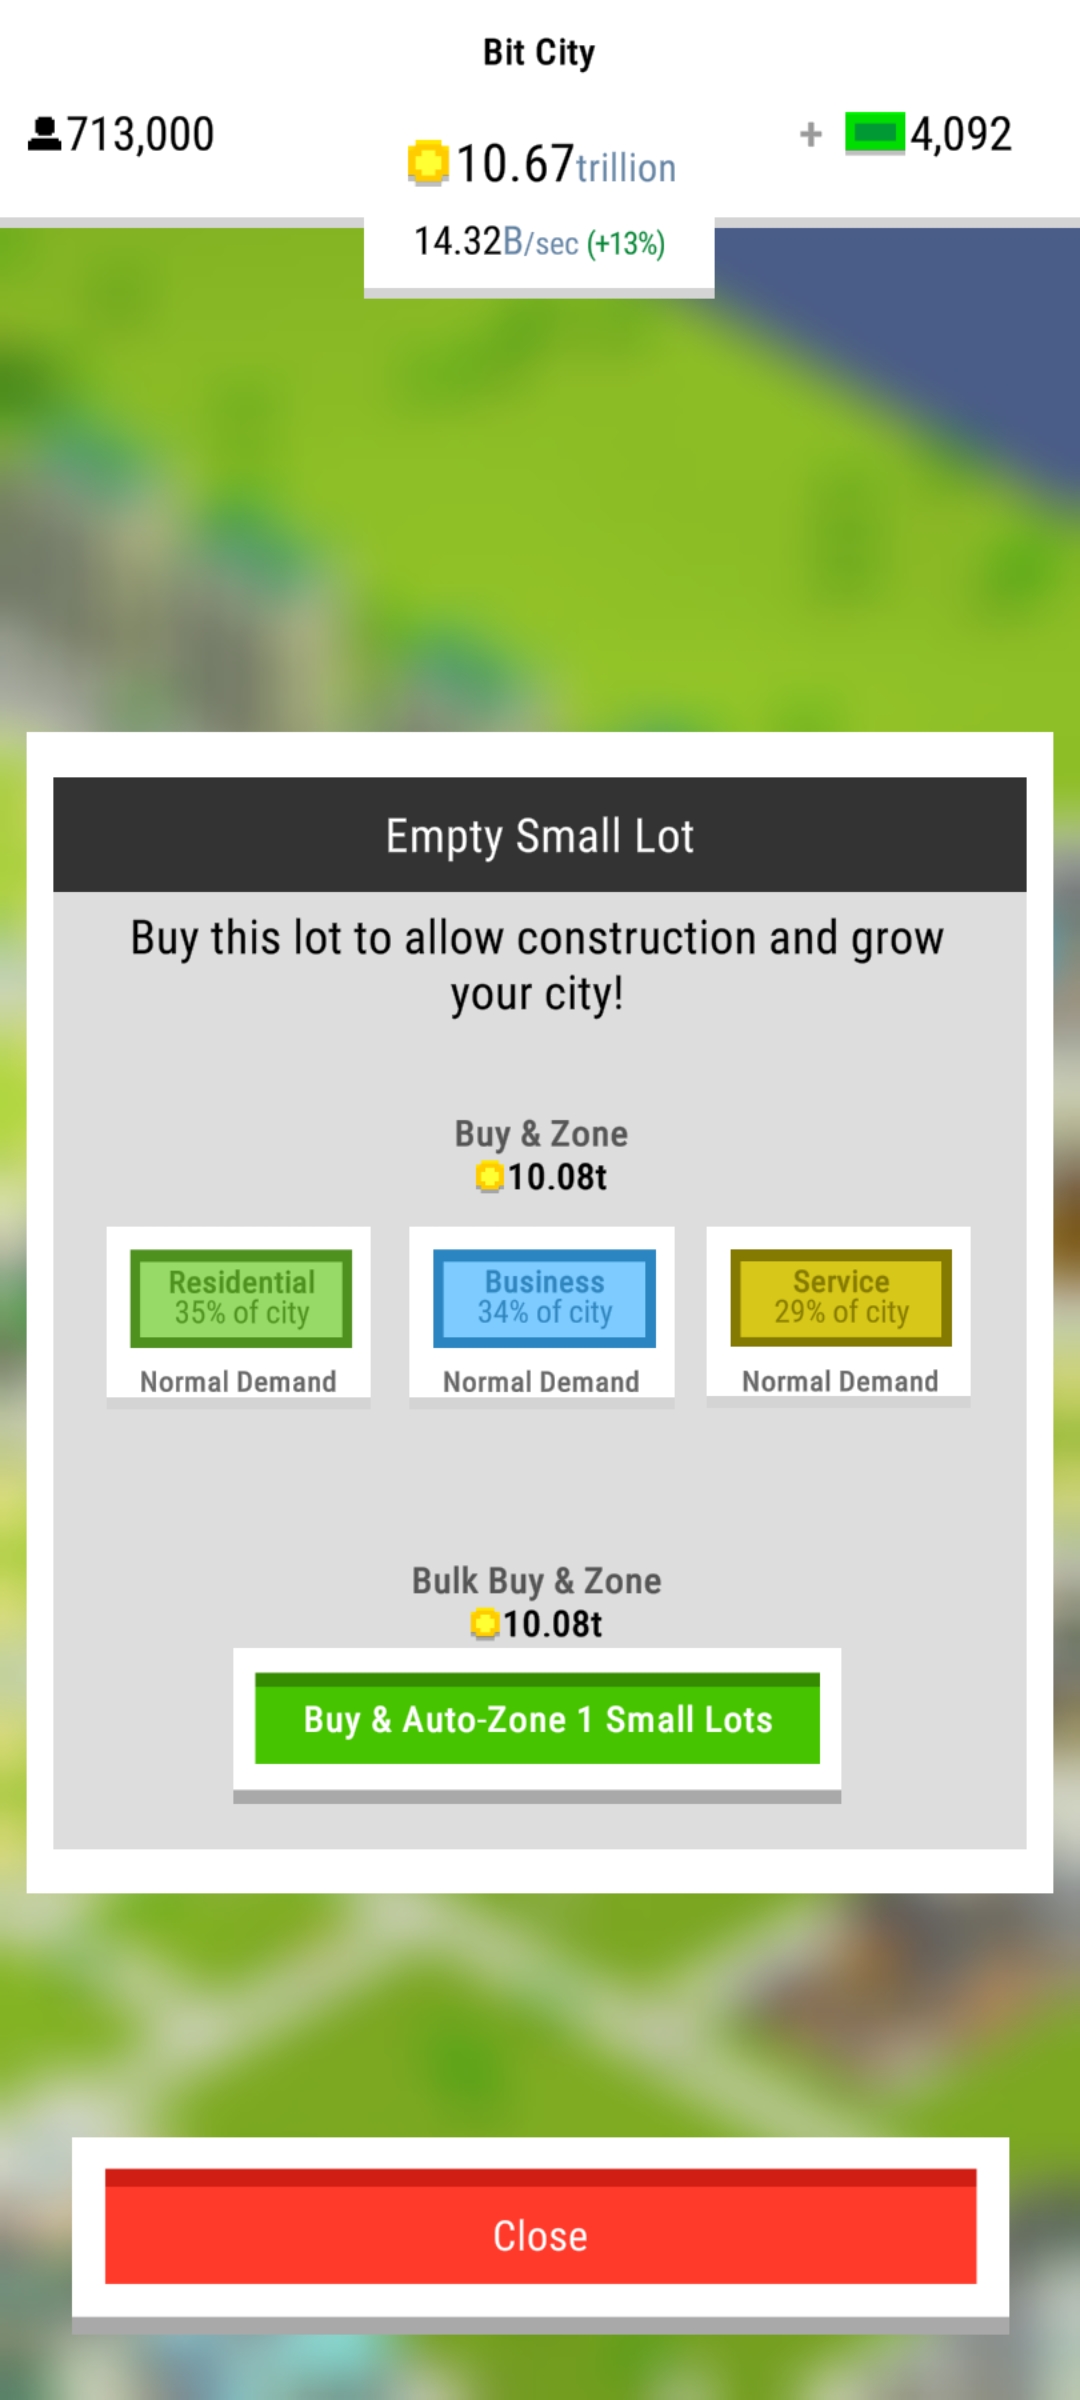 Bit City
713,000
10.67trillion
+ 4,092
14.32B/sec (+13%)
Empty Small Lot
Buy this lot to allow construction and grow
your city!
Buy & Zone
10.08t
Residential
35% of city
Normal Demand
Business
34% of city
Normal Demand
Service
29% of city
Normal Demand
Bulk Buy & Zone
10.08t
Buy & Auto-Zone 1 Small Lots
Close